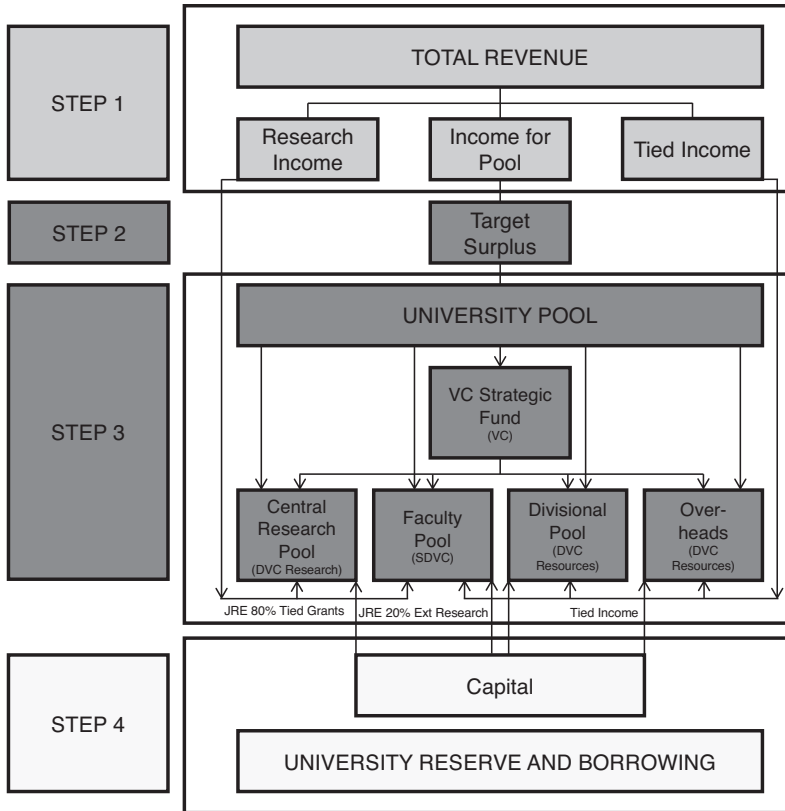 STEP 1
TOTAL REVENUE
Research
Income
Income for
Pool
Tied Income
STEP 2
Target
Surplus
STEP 3
UNIVERSITY POOL
VC Strategic
Fund
(VC)
Central
Research
Pool
(DVC Research)
Faculty
Pool
(SDVC)
Divisional
Pool
(DVC
Resources)
Over-
heads
(DVC
Resources)
JRE 80% Tied Grants
JRE 20% Ext Research
Tied Income
STEP 4
Capital
UNIVERSITY RESERVE AND BORROWING